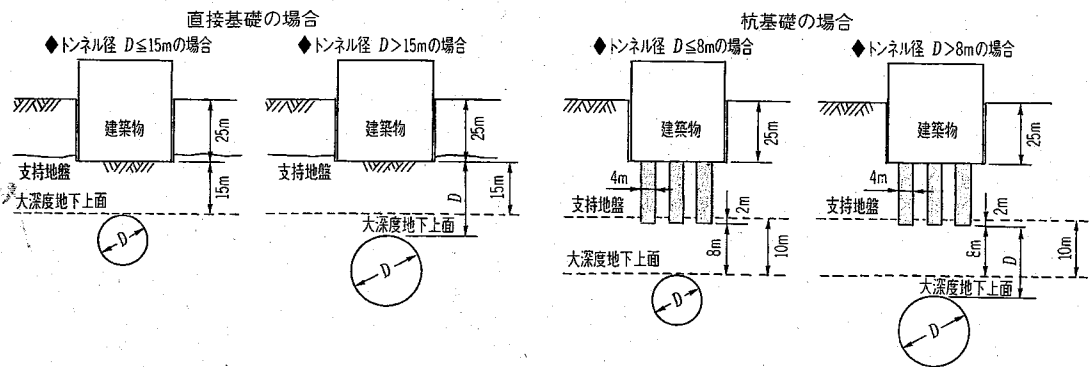 直接基礎の場合
◆トンネル径 D≦15mの場合
建築物
25m
支持地盤
15m
大深度地下上面
D
◆トンネル径 D>15mの場合
建築物
25m
支持地盤
D
15m
大深度地下上面
D
杭基礎の場合
◆トンネル径 D≦8mの場合
建築物
25m
4m
支持地盤
2m
8m
10m
大深度地下上面
D
◆トンネル径 D>8mの場合
建築物
25m
4m
支持地盤
2m
8m
D
10m
大深度地下上面
D